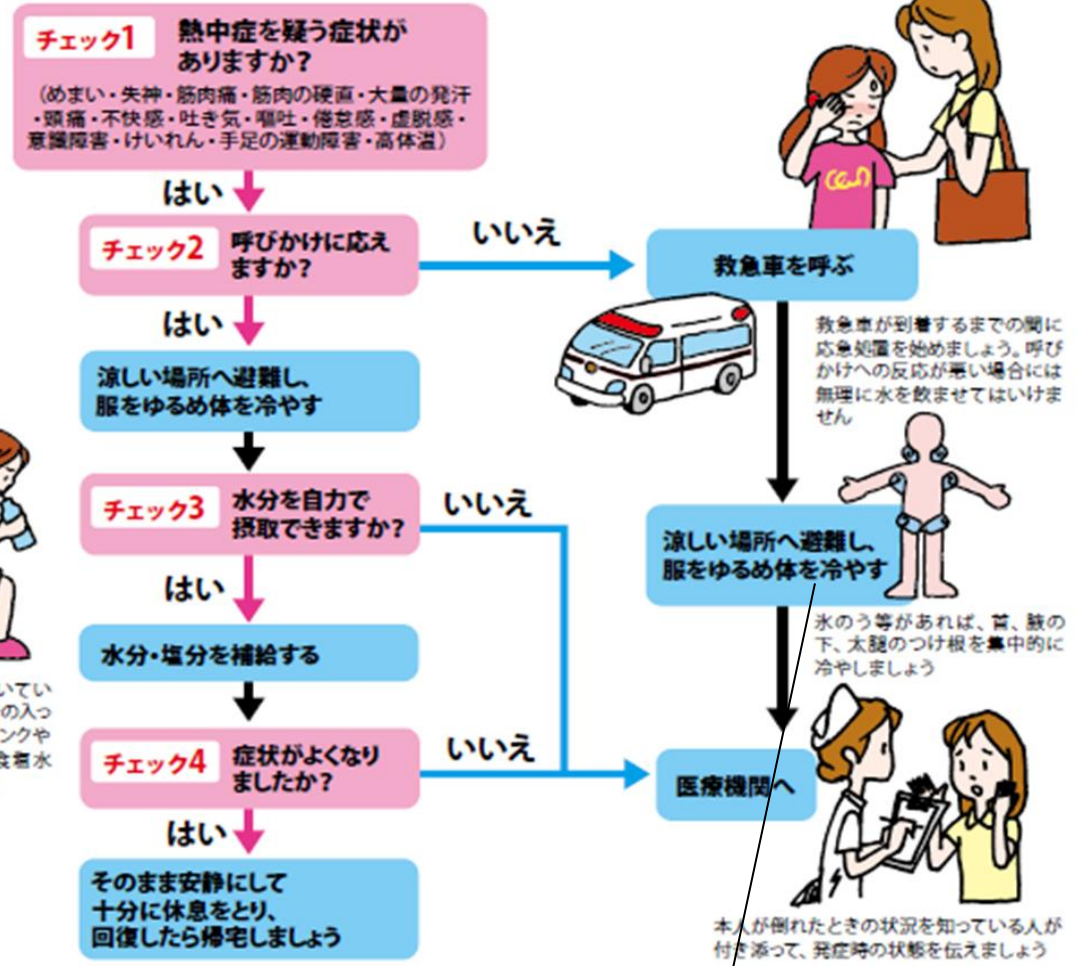 チェック1
熱中症を疑う症状が
ありますか?
(めまい・失神・筋肉痛・筋肉の硬直・大量の発汗
・頭痛・不快感・吐き気・嘔吐・倦怠感・虚脱感・
意識障害・けいれん・手足の運動障害・高体温)
はい
チェック2
呼びかけに応え
ますか?
いいえ
救急車を呼ぶ
救急車が到着するまでの間に
応急処置を始めましょう。呼び
かけへの反応が悪い場合には
無理に水を飲ませてはいけま
せん
はい
涼しい場所へ避難し、
服をゆるめ体を冷やす
チェック3
水分を自力で
摂取できますか?
いいえ
涼しい場所へ避難し、
服をゆるめ体を冷やす
氷のう等があれば、首、腋の
下、太腿のつけ根を集中的に
冷やしましょう
はい
水分・塩分を補給する
いてい
の入っ
ンクや
食塩水
チェック4
症状がよくなり
ましたか?
いいえ
医療機関へ
はい
そのまま安静にして
十分に休息をとり、
回復したら帰宅しましょう
本人が倒れたときの状況を知っている人が
付き添って、発症時の状態を伝えましょう